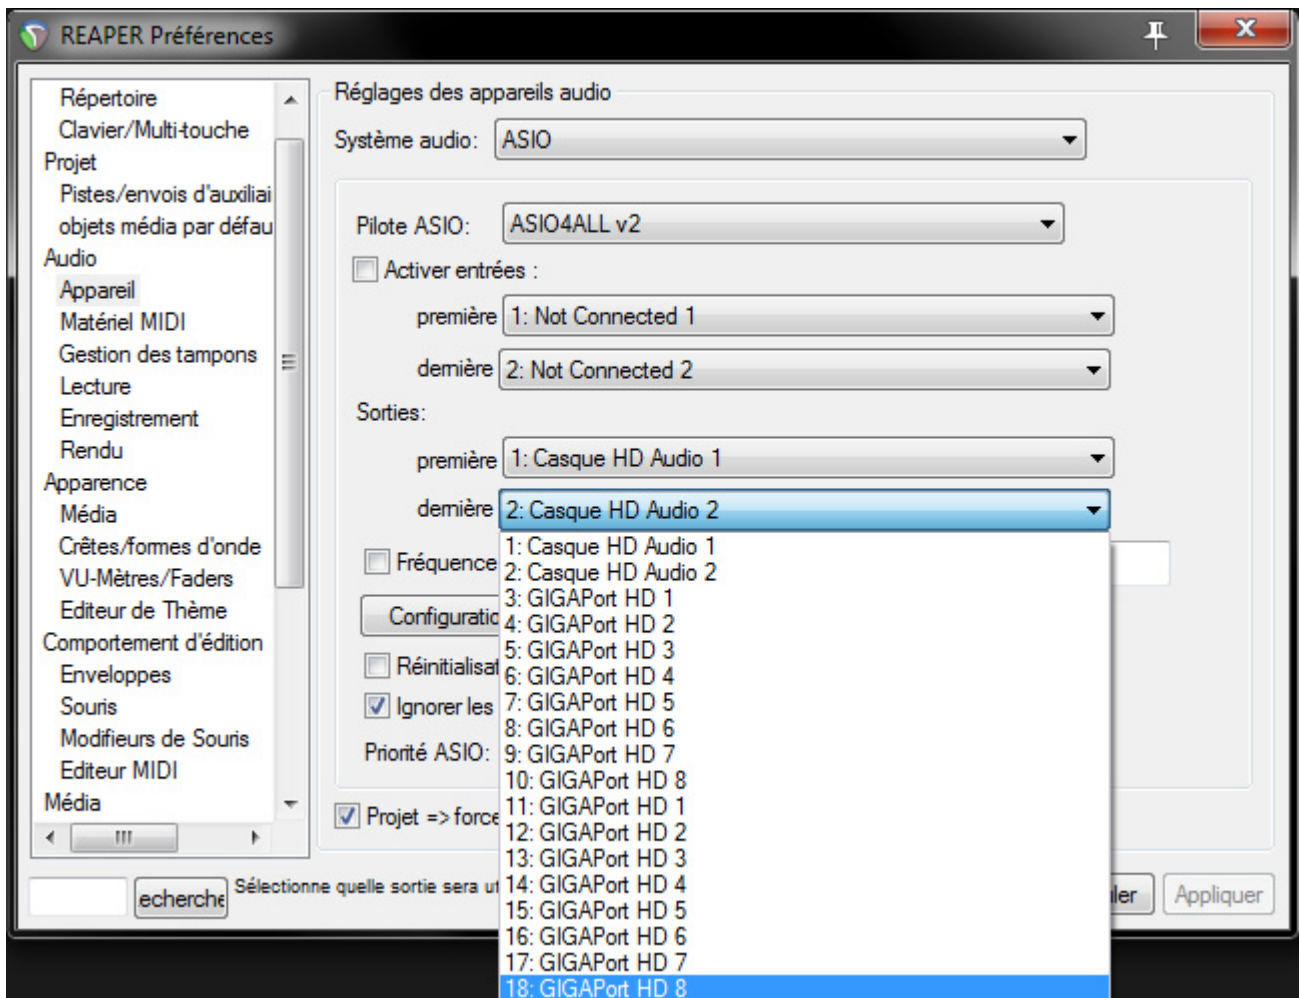 REAPER Préférences
Répertoire
Clavier/Multi-touche
Projet
Pistes/envois d'auxiliai
objets média par défau
Audio
Appareil
Matériel MIDI
Gestion des tampons
Lecture
Enregistrement
Rendu
Apparence
Média
Crêtes/formes d'onde
VU-Mètres/Faders
Editeur de Thème
Comportement d'édition
Enveloppes
Souris
Modifieurs de Souris
Editeur MIDI
Média
echerche
Sélectionne quelle sortie sera ut
Réglages des appareils audio
Système audio: ASIO
Pilote ASIO: ASIO4ALL v2
Activer entrées :
première 1: Not Connected 1
dernière 2: Not Connected 2
Sorties:
première 1: Casque HD Audio 1
dernière 2: Casque HD Audio 2
1: Casque HD Audio 1
2: Casque HD Audio 2
3: GIGAPort HD 1
4: GIGAPort HD 2
5: GIGAPort HD 3
6: GIGAPort HD 4
7: GIGAPort HD 5
8: GIGAPort HD 6
9: GIGAPort HD 7
10: GIGAPort HD 8
11: GIGAPort HD 1
12: GIGAPort HD 2
13: GIGAPort HD 3
14: GIGAPort HD 4
15: GIGAPort HD 5
16: GIGAPort HD 6
17: GIGAPort HD 7
18: GIGAPort HD 8
Fréquence
Configuratio
Réinitialisat
Ignorer les
Priorité ASIO:
Projet => force
ler
Appliquer